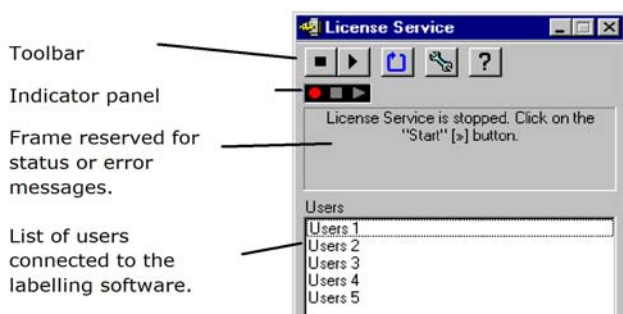 License Service
?
Toolbar
Indicator panel
Frame reserved for
status or error
messages.
License Service is stopped. Click on the
"Start" [»] button.
List of users
connected to the
labelling software.
Users
Users 1
Users 2
Users 3
Users 4
Users 5